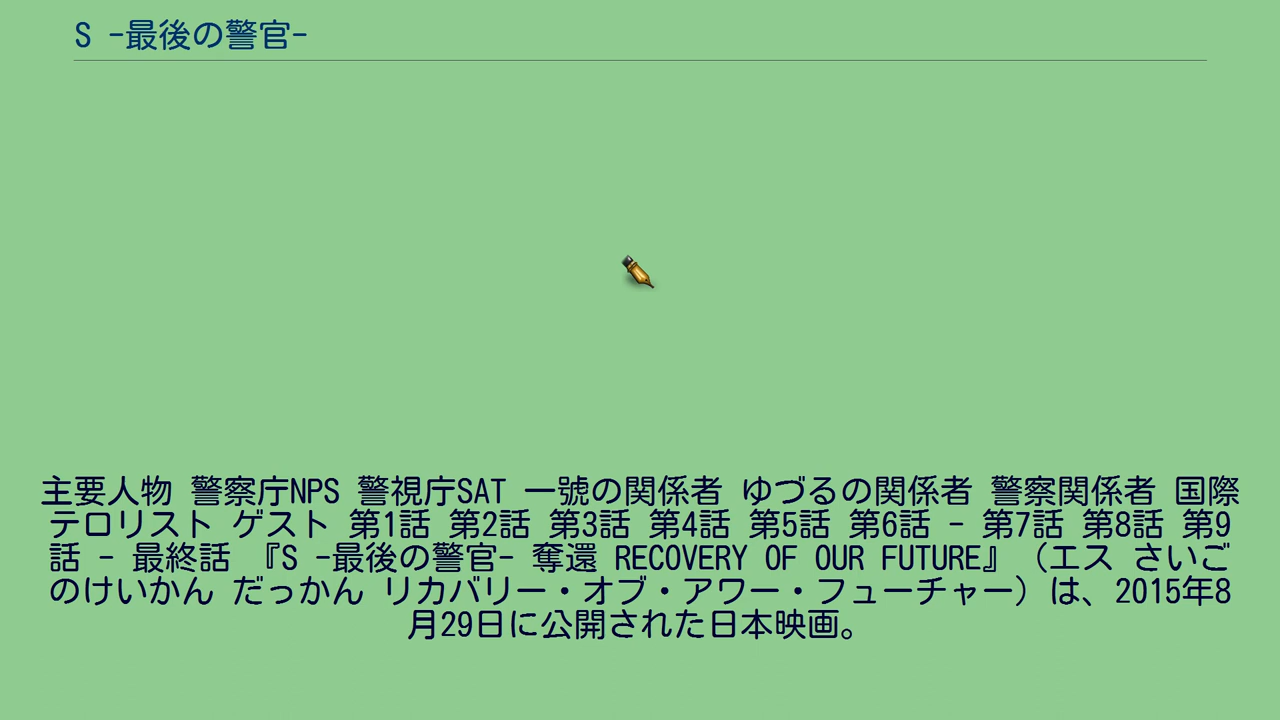 S -最後の警官-
主要人物 警察庁NPS 警視庁SAT 一號の関係者 ゆづるの関係者 警察関係者 国際
テロリスト ゲスト 第1話 第2話 第3話 第4話 第5話 第6話 - 第7話 第8話 第9
話 - 最終話 『S -最後の警官- 奪還 RECOVERY OF OUR FUTURE』（エス さいご
のけいかん だっかん リカバリー・オブ・アワー・フューチャー）は、2015年8
月29日に公開された日本映画。